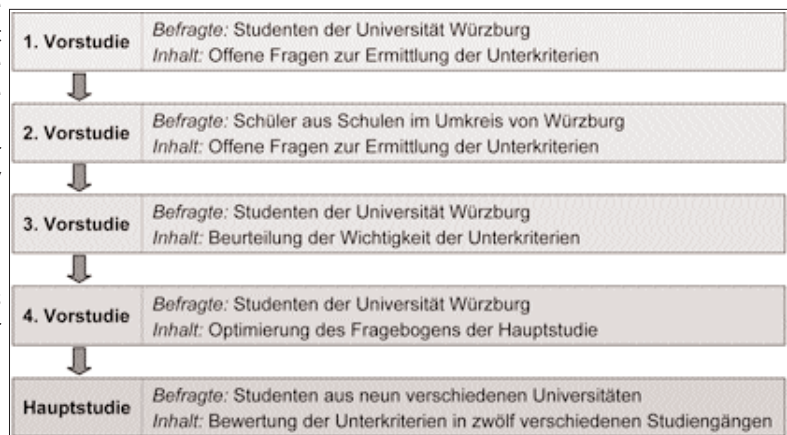 1. Vorstudie
Befragte: Studenten der Universität Würzburg
Inhalt: Offene Fragen zur Ermittlung der Unterkriterien
2. Vorstudie
Befragte: Schüler aus Schulen im Umkreis von Würzburg
Inhalt: Offene Fragen zur Ermittlung der Unterkriterien
3. Vorstudie
Befragte: Studenten der Universität Würzburg
Inhalt: Beurteilung der Wichtigkeit der Unterkriterien
4. Vorstudie
Befragte: Studenten der Universität Würzburg
Inhalt: Optimierung des Fragebogens der Hauptstudie
Hauptstudie
Befragte: Studenten aus neun verschiedenen Universitäten
Inhalt: Bewertung der Unterkriterien in zwölf verschiedenen Studiengängen